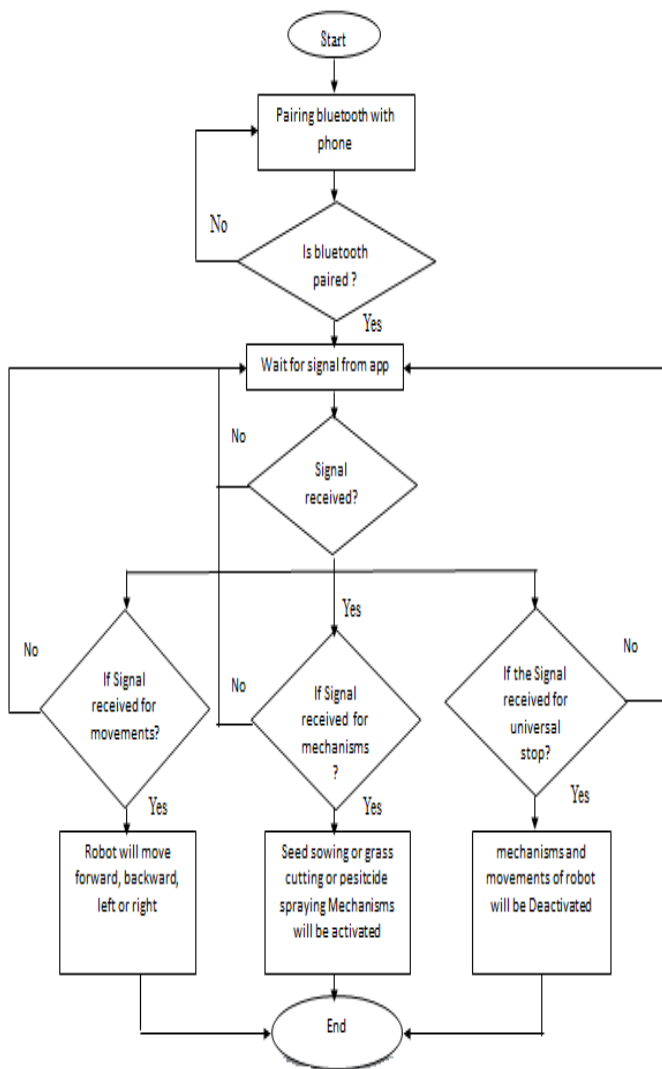 Start
Pairing bluetooth with
phone
No
Is bluetooth
paired ?
Yes
Wait for signal from app
No
Signal
received?
Yes
No
If Signal
received for
movements?
Yes
No
If Signal
received for
mechanisms
?
Yes
If the Signal
received for
universal
stop?
No
Yes
Robot will move
forward, backward,
left or right
Seed sowing or grass
cutting or pesitcide
spraying Mechanisms
will be activated
mechanisms and
movements of robot
will be Deactivated
End